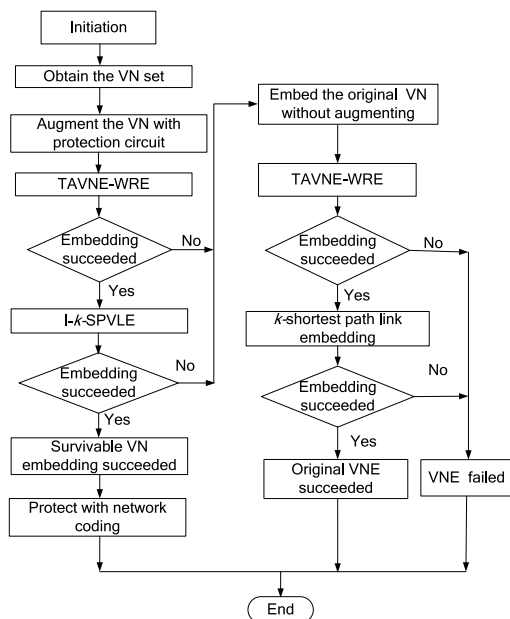 Initiation
Obtain the VN set
Augment the VN with
protection circuit
TAVNE-WRE
Embedding
succeeded
No
Yes
I-k-SPVLE
Embedding
succeeded
No
Yes
Survivable VN
embedding succeeded
Protect with network
coding
Embed the original VN
without augmenting
TAVNE-WRE
Embedding
succeeded
No
Yes
k-shortest path link
embedding
Embedding
succeeded
No
Yes
Original VNE
succeeded
VNE failed
End